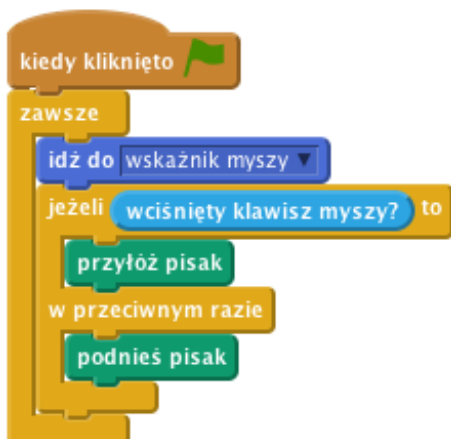 kiedy kliknięto
zawsze
idź do wskaźnik myszy
jeżeli wciśnięty klawisz myszy? to
przyłóż pisak
w przeciwnym razie
podnieś pisak